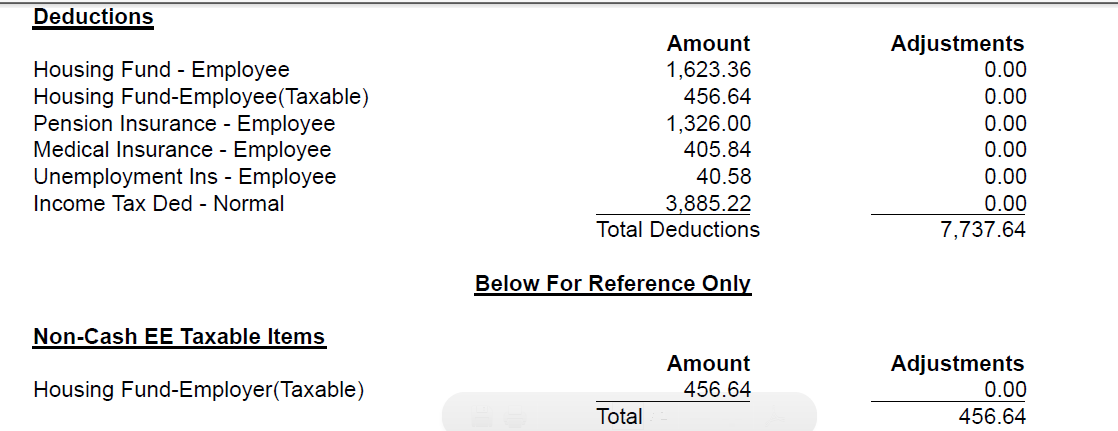 Deductions
Amount Adjustments
Housing Fund - Employee 1,623.36 0.00
Housing Fund-Employee(Taxable) 456.64 0.00
Pension Insurance - Employee 1,326.00 0.00
Medical Insurance - Employee 405.84 0.00
Unemployment Ins - Employee 40.58 0.00
Income Tax Ded - Normal 3,885.22 0.00
Total Deductions 7,737.64
Below For Reference Only
Non-Cash EE Taxable Items
Amount Adjustments
Housing Fund-Employer(Taxable) 456.64 0.00
Total 456.64